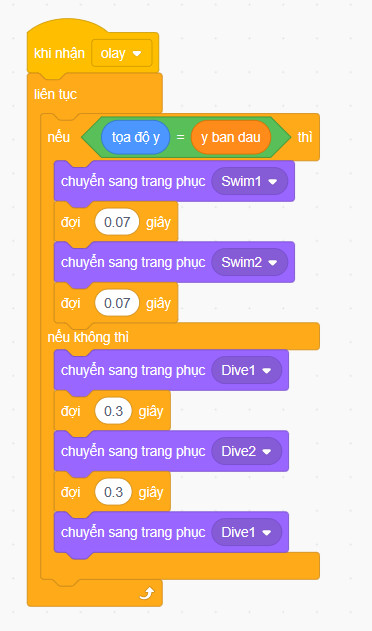 khi nhận olay
liên tục
nếu tọa độ y = y ban dau thì
chuyển sang trang phục Swim1
đợi 0.07 giây
chuyển sang trang phục Swim2
đợi 0.07 giây
nếu không thì
chuyển sang trang phục Dive1
đợi 0.3 giây
chuyển sang trang phục Dive2
đợi 0.3 giây
chuyển sang trang phục Dive1